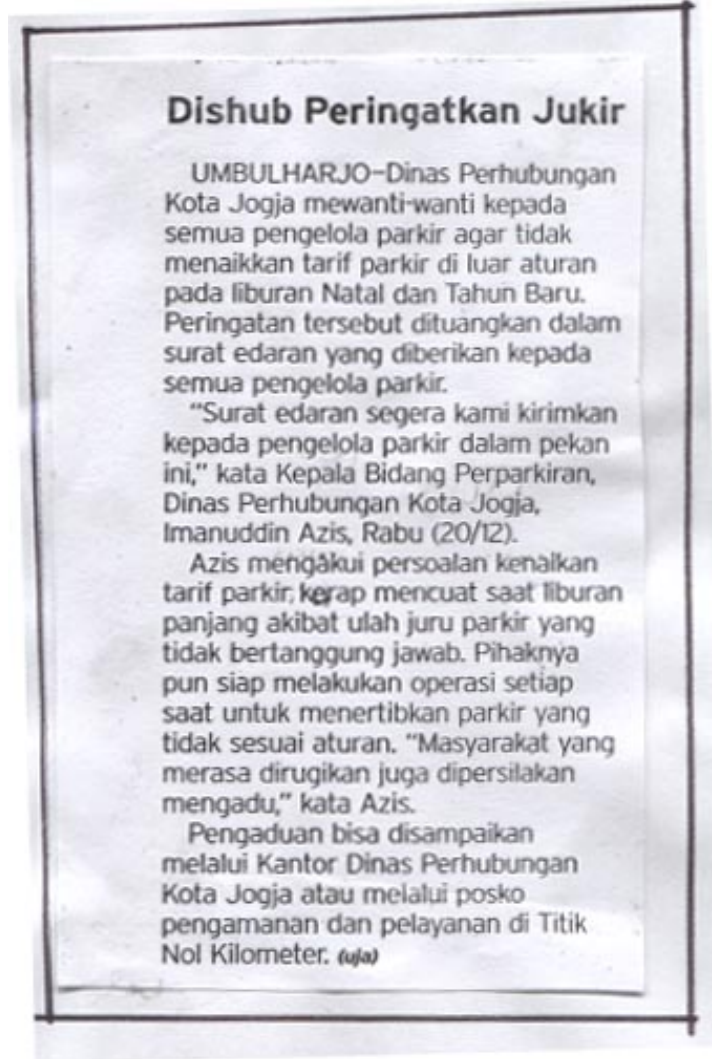 Dishub Peringatkan Jukir
UMBULHARJO–Dinas Perhubungan
Kota Jogja mewanti-wanti kepada
semua pengelola parkir agar tidak
menaikkan tarif parkir di luar aturan
pada liburan Natal dan Tahun Baru.
Peringatan tersebut dituangkan dalam
surat edaran yang diberikan kepada
semua pengelola parkir.
“Surat edaran segera kami kirimkan
kepada pengelola parkir dalam pekan
ini,” kata Kepala Bidang Perparkiran,
Dinas Perhubungan Kota Jogja,
Imanuddin Azis, Rabu (20/12).
Azis mengakui persoalan kenaikan
tarif parkir kerap mencuat saat liburan
panjang akibat ulah juru parkir yang
tidak bertanggung jawab. Pihaknya
pun siap melakukan operasi setiap
saat untuk menertibkan parkir yang
tidak sesuai aturan. “Masyarakat yang
merasa dirugikan juga dipersilakan
mengadu,” kata Azis.
Pengaduan bisa disampaikan
melalui Kantor Dinas Perhubungan
Kota Jogja atau melalui posko
pengamanan dan pelayanan di Titik
Nol Kilometer. (uja)